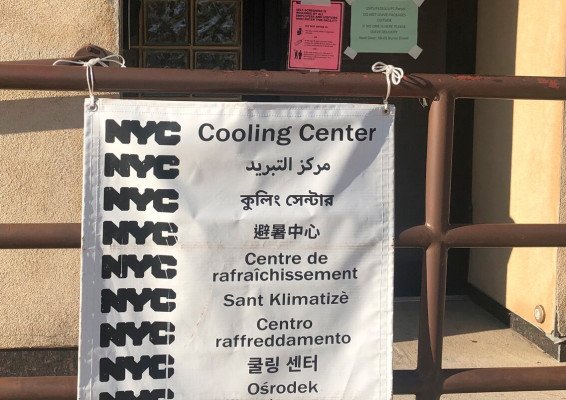 NYC Cooling Center
NYC مركز التبريد
NYC কুলিং সেন্টার
NYC 避暑中心
NYC Centre de
rafraîchissement
NYC Sant Klimatizè
NYC Centro
raffreddamento
NYC 쿨링 센터
NYC Ośrodek